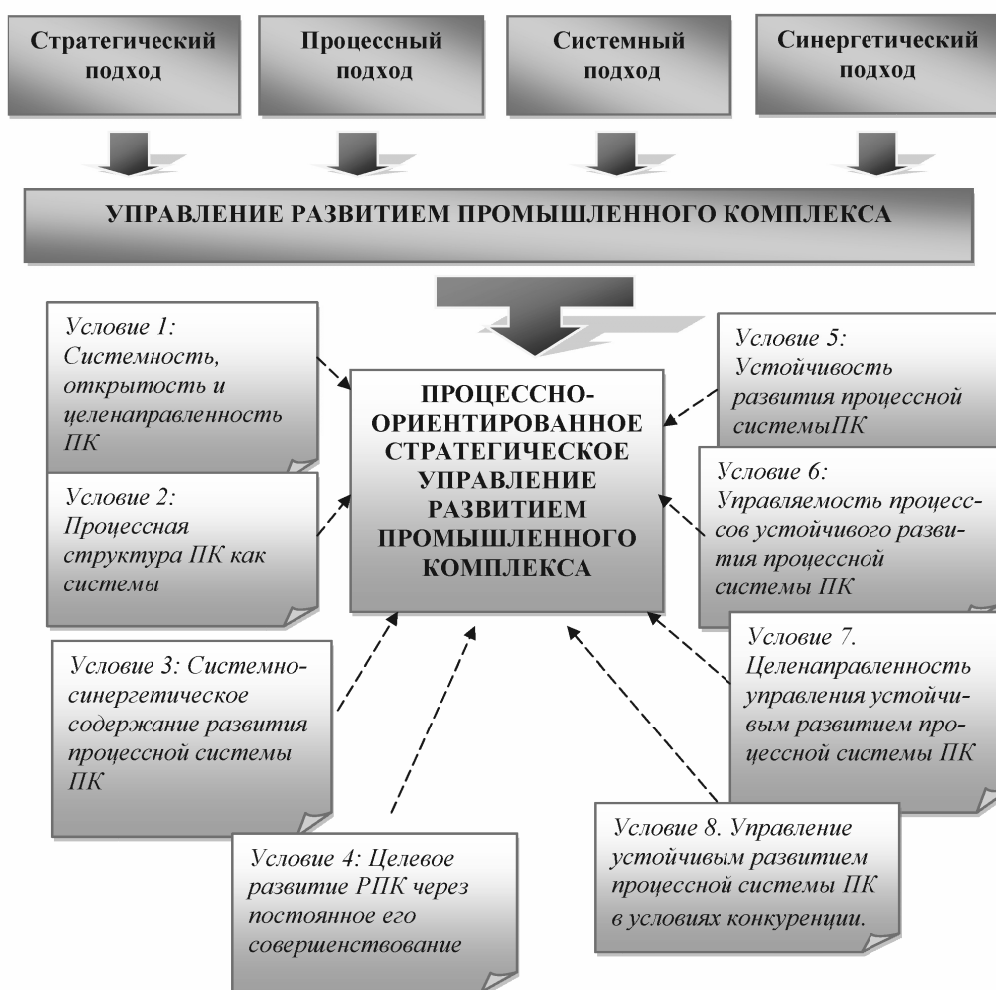 Стратегический
подход
Процессный
подход
Системный
подход
Синергетический
подход
УПРАВЛЕНИЕ РАЗВИТИЕМ ПРОМЫШЛЕННОГО КОМПЛЕКСА
Условие 1:
Системность,
открытость и
целенаправленность
ПК
Условие 2:
Процессная
структура ПК как
системы
Условие 3: Системно-
синергетическое
содержание развития
процессной системы
ПК
Условие 4: Целевое
развитие РПК через
постоянное его
совершенствование
ПРОЦЕССНО-
ОРИЕНТИРОВАННОЕ
СТРАТЕГИЧЕСКОЕ
УПРАВЛЕНИЕ
РАЗВИТИЕМ
ПРОМЫШЛЕННОГО
КОМПЛЕКСА
Условие 5:
Устойчивость
развития процессной
системыПК
Условие 6:
Управляемость процесс-
сов устойчивого разви-
тия процессной
системы ПК
Условие 7.
Целенаправленность
управления устойчи-
вым развитием про-
цессной системы ПК
Условие 8. Управление
устойчивым развитием
процессной системы ПК
в условиях конкуренции.